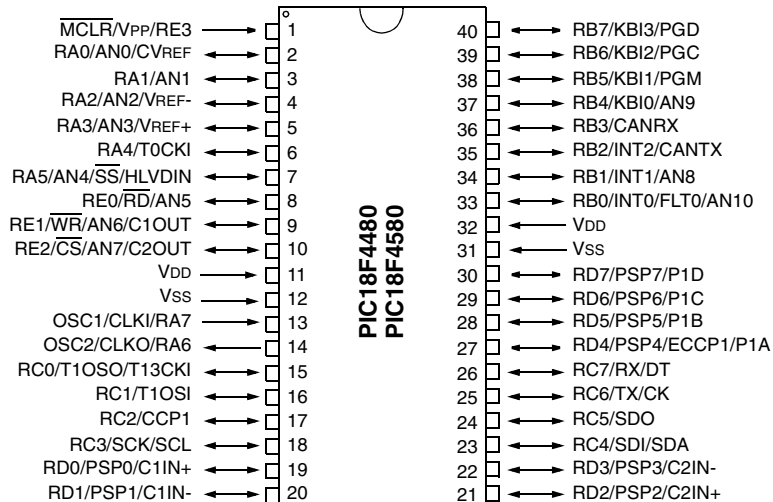 MCLR/VPP/RE3 1
RA0/AN0/CVREF 2
RA1/AN1 3
RA2/AN2/VREF- 4
RA3/AN3/VREF+ 5
RA4/T0CKI 6
RA5/AN4/SS/HLVDIN 7
RE0/RD/AN5 8
RE1/WR/AN6/C1OUT 9
RE2/CS/AN7/C2OUT 10
VDD 11
VSS 12
OSC1/CLKI/RA7 13
OSC2/CLKO/RA6 14
RC0/T1OSO/T13CKI 15
RC1/T1OSI 16
RC2/CCP1 17
RC3/SCK/SCL 18
RD0/PSP0/C1IN+ 19
RD1/PSP1/C1IN- 20
PIC18F4480
PIC18F4580
40 RB7/KBI3/PGD
39 RB6/KBI2/PGC
38 RB5/KBI1/PGM
37 RB4/KBI0/AN9
36 RB3/CANRX
35 RB2/INT2/CANTX
34 RB1/INT1/AN8
33 RB0/INT0/FLT0/AN10
32 VDD
31 VSS
30 RD7/PSP7/P1D
29 RD6/PSP6/P1C
28 RD5/PSP5/P1B
27 RD4/PSP4/ECCP1/P1A
26 RC7/RX/DT
25 RC6/TX/CK
24 RC5/SDO
23 RC4/SDI/SDA
22 RD3/PSP3/C2IN-
21 RD2/PSP2/C2IN+